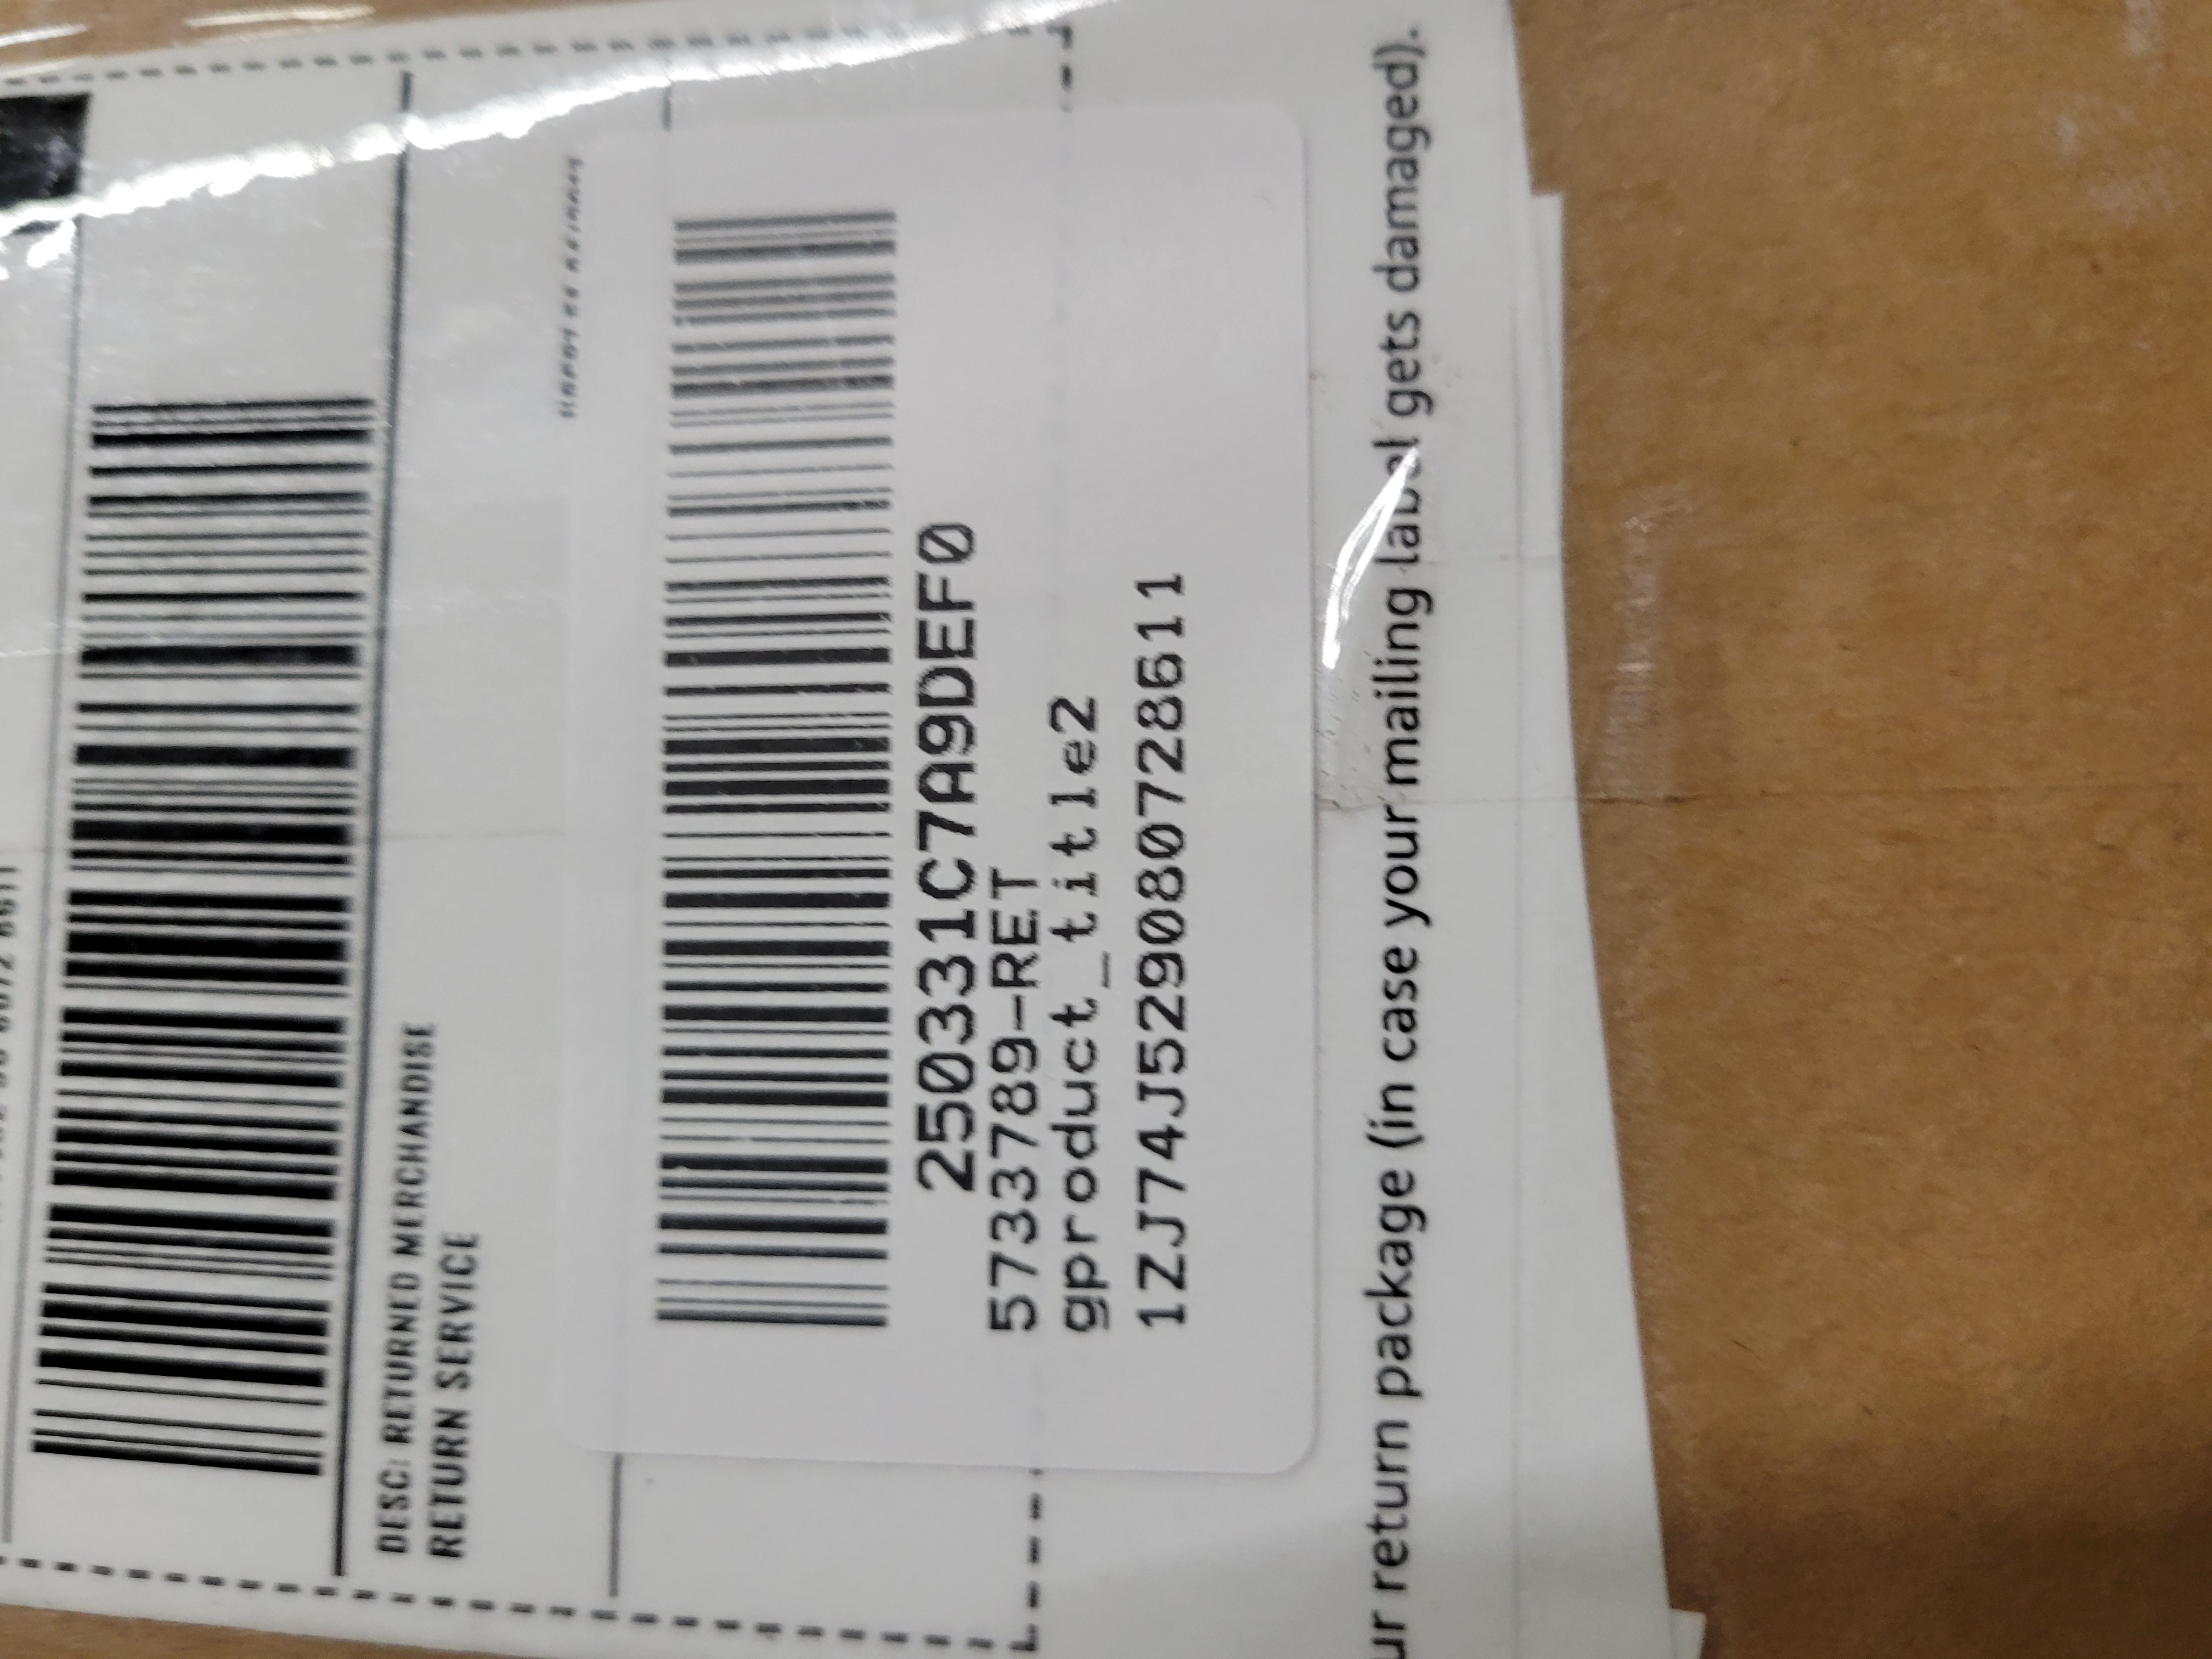 DESC: RETURNED MERCHANDISE
RETURN SERVICE
250331C7A9DEF0
5733789-RET
gproduct_title2
1ZJ74J529080728611
ur return package (in case your mailing label gets damaged).